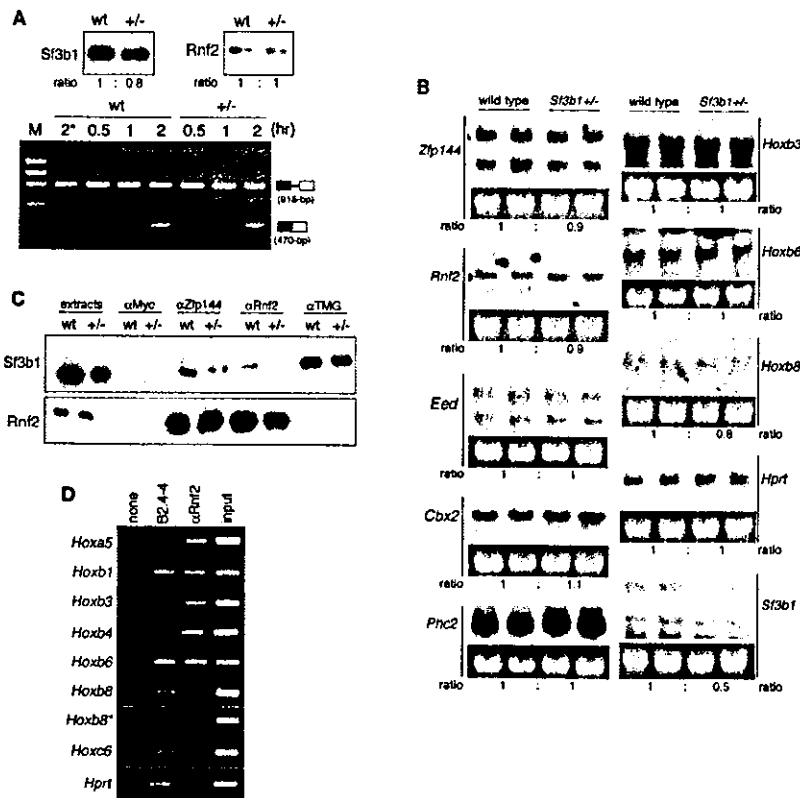 A
wt +/-
Sf3b1
ratio 1 : 0.8
wt +/-
Rnf2
ratio 1 : 1
wt +/-
M 2* 0.5 1 2 0.5 1 2 (hr)
(470-bp)
B
wild type Sf3b1+/-
Zfp144
ratio 1 : 0.9
Rnf2
ratio 1 : 0.9
Eed
ratio 1 : 1
Cbx2
ratio 1 : 1.1
Phc2
ratio 1 : 1
wild type Sf3b1+/-
Hoxb3
1 : 1 ratio
Hoxb6
1 : 1 ratio
Hoxb8
1 : 0.8 ratio
Hprt
1 : 1 ratio
Sf3b1
1 : 0.5 ratio
C
extracts αMyc αZfp144 αRnf2 αTMG
wt +/- wt +/- wt +/- wt +/- wt +/-
Sf3b1
Rnf2
D
none B2.4-4 αRnf2 input
Hoxa5
Hoxb1
Hoxb3
Hoxb4
Hoxb6
Hoxb8
Hoxb8*
Hoxc6
Hprt